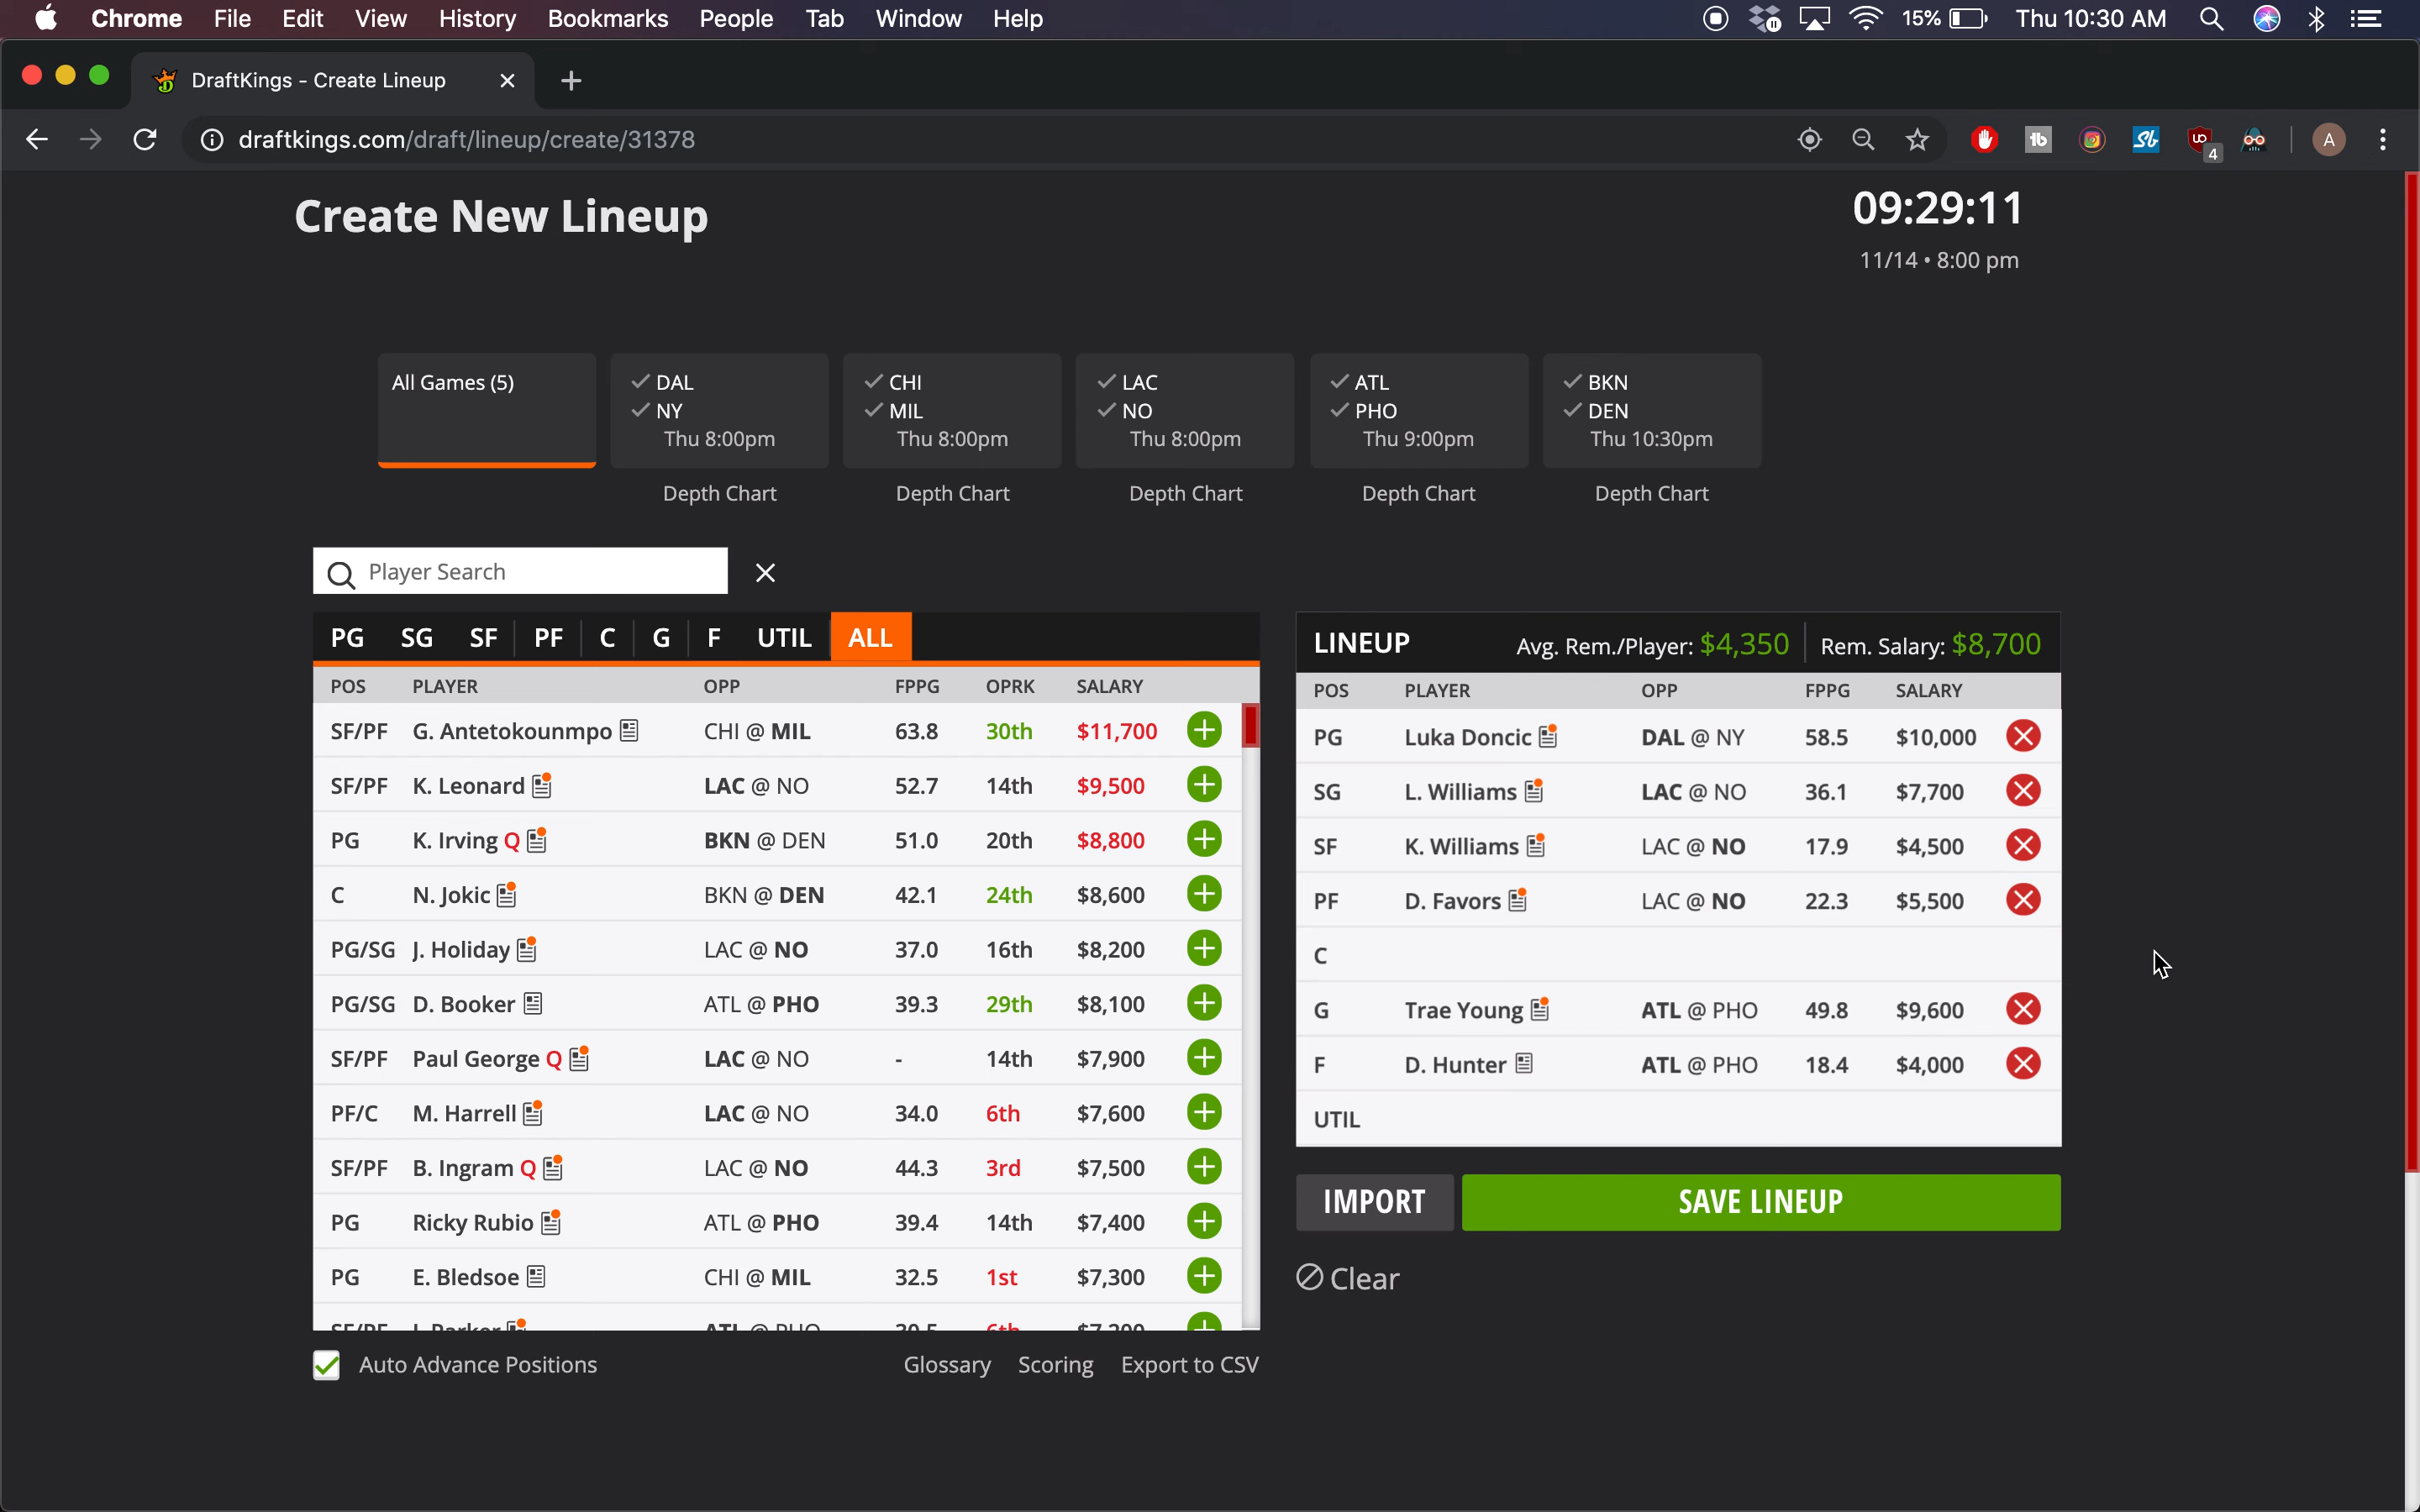 Chrome File Edit View History Bookmarks People Tab Window Help 15% Thu 10:30 AM
DraftKings - Create Lineup
draftkings.com/draft/lineup/create/31378
tb Sb UD 4 A
Create New Lineup
09:29:11
11/14 • 8:00 pm
All Games (5)
DAL
NY
Thu 8:00pm
Depth Chart
CHI
MIL
Thu 8:00pm
Depth Chart
LAC
NO
Thu 8:00pm
Depth Chart
ATL
PHO
Thu 9:00pm
Depth Chart
BKN
DEN
Thu 10:30pm
Depth Chart
Player Search
PG SG SF PF C G F UTIL ALL
POS PLAYER OPP FPPG OPRK SALARY
SF/PF G. Antetokounmpo CHI @ MIL 63.8 30th $11,700
SF/PF K. Leonard LAC @ NO 52.7 14th $9,500
PG K. Irving Q BKN @ DEN 51.0 20th $8,800
C N. Jokic BKN @ DEN 42.1 24th $8,600
PG/SG J. Holiday LAC @ NO 37.0 16th $8,200
PG/SG D. Booker ATL @ PHO 39.3 29th $8,100
SF/PF Paul George Q LAC @ NO - 14th $7,900
PF/C M. Harrell LAC @ NO 34.0 6th $7,600
SF/PF B. Ingram Q LAC @ NO 44.3 3rd $7,500
PG Ricky Rubio ATL @ PHO 39.4 14th $7,400
PG E. Bledsoe CHI @ MIL 32.5 1st $7,300
SF/PF J. Parker ATL @ PHO 30.5 6th $7,200
Auto Advance Positions Glossary Scoring Export to CSV
LINEUP Avg. Rem./Player: $4,350 Rem. Salary: $8,700
POS PLAYER OPP FPPG SALARY
PG Luka Doncic DAL @ NY 58.5 $10,000
SG L. Williams LAC @ NO 36.1 $7,700
SF K. Williams LAC @ NO 17.9 $4,500
PF D. Favors LAC @ NO 22.3 $5,500
C
G Trae Young ATL @ PHO 49.8 $9,600
F D. Hunter ATL @ PHO 18.4 $4,000
UTIL
IMPORT SAVE LINEUP
Clear